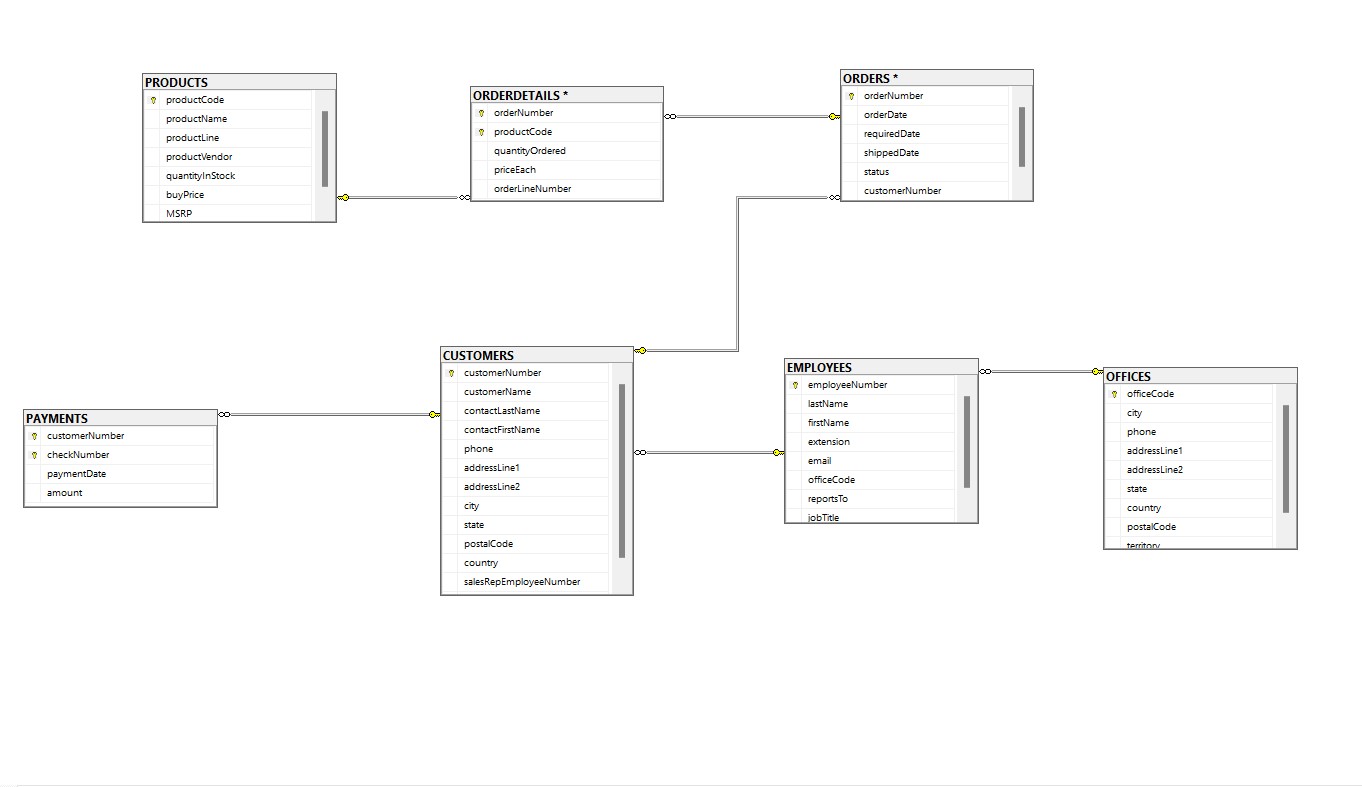 PRODUCTS
productCode
productName
productLine
productVendor
quantityInStock
buyPrice
MSRP
ORDERDETAILS *
orderNumber
productCode
quantityOrdered
priceEach
orderLineNumber
ORDERS *
orderNumber
orderDate
requiredDate
shippedDate
status
customerNumber
PAYMENTS
customerNumber
checkNumber
paymentDate
amount
CUSTOMERS
customerNumber
customerName
contactLastName
contactFirstName
phone
addressLine1
addressLine2
city
state
postalCode
country
salesRepEmployeeNumber
EMPLOYEES
employeeNumber
lastName
firstName
extension
email
officeCode
reportsTo
jobTitle
OFFICES
officeCode
city
phone
addressLine1
addressLine2
state
country
postalCode
territory